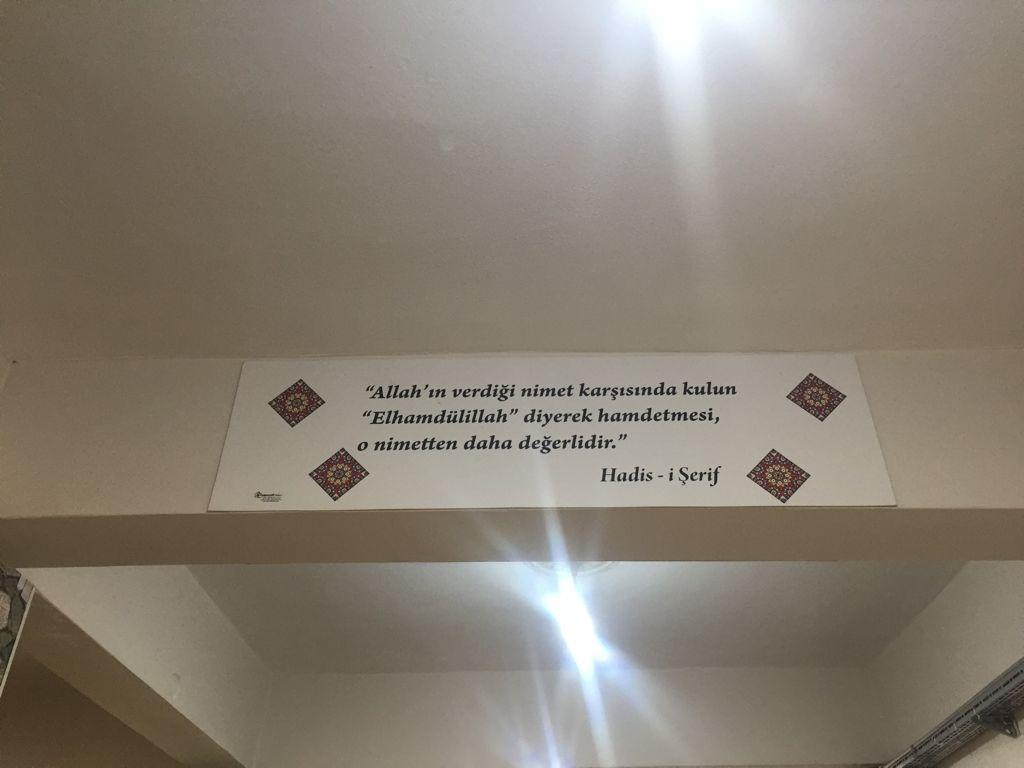 “Allah’ın verdiği nimet karşısında kulun
“Elhamdülillah” diyerek hamdetmesi,
o nimetten daha değerlidir.”
Hadis - i Şerif